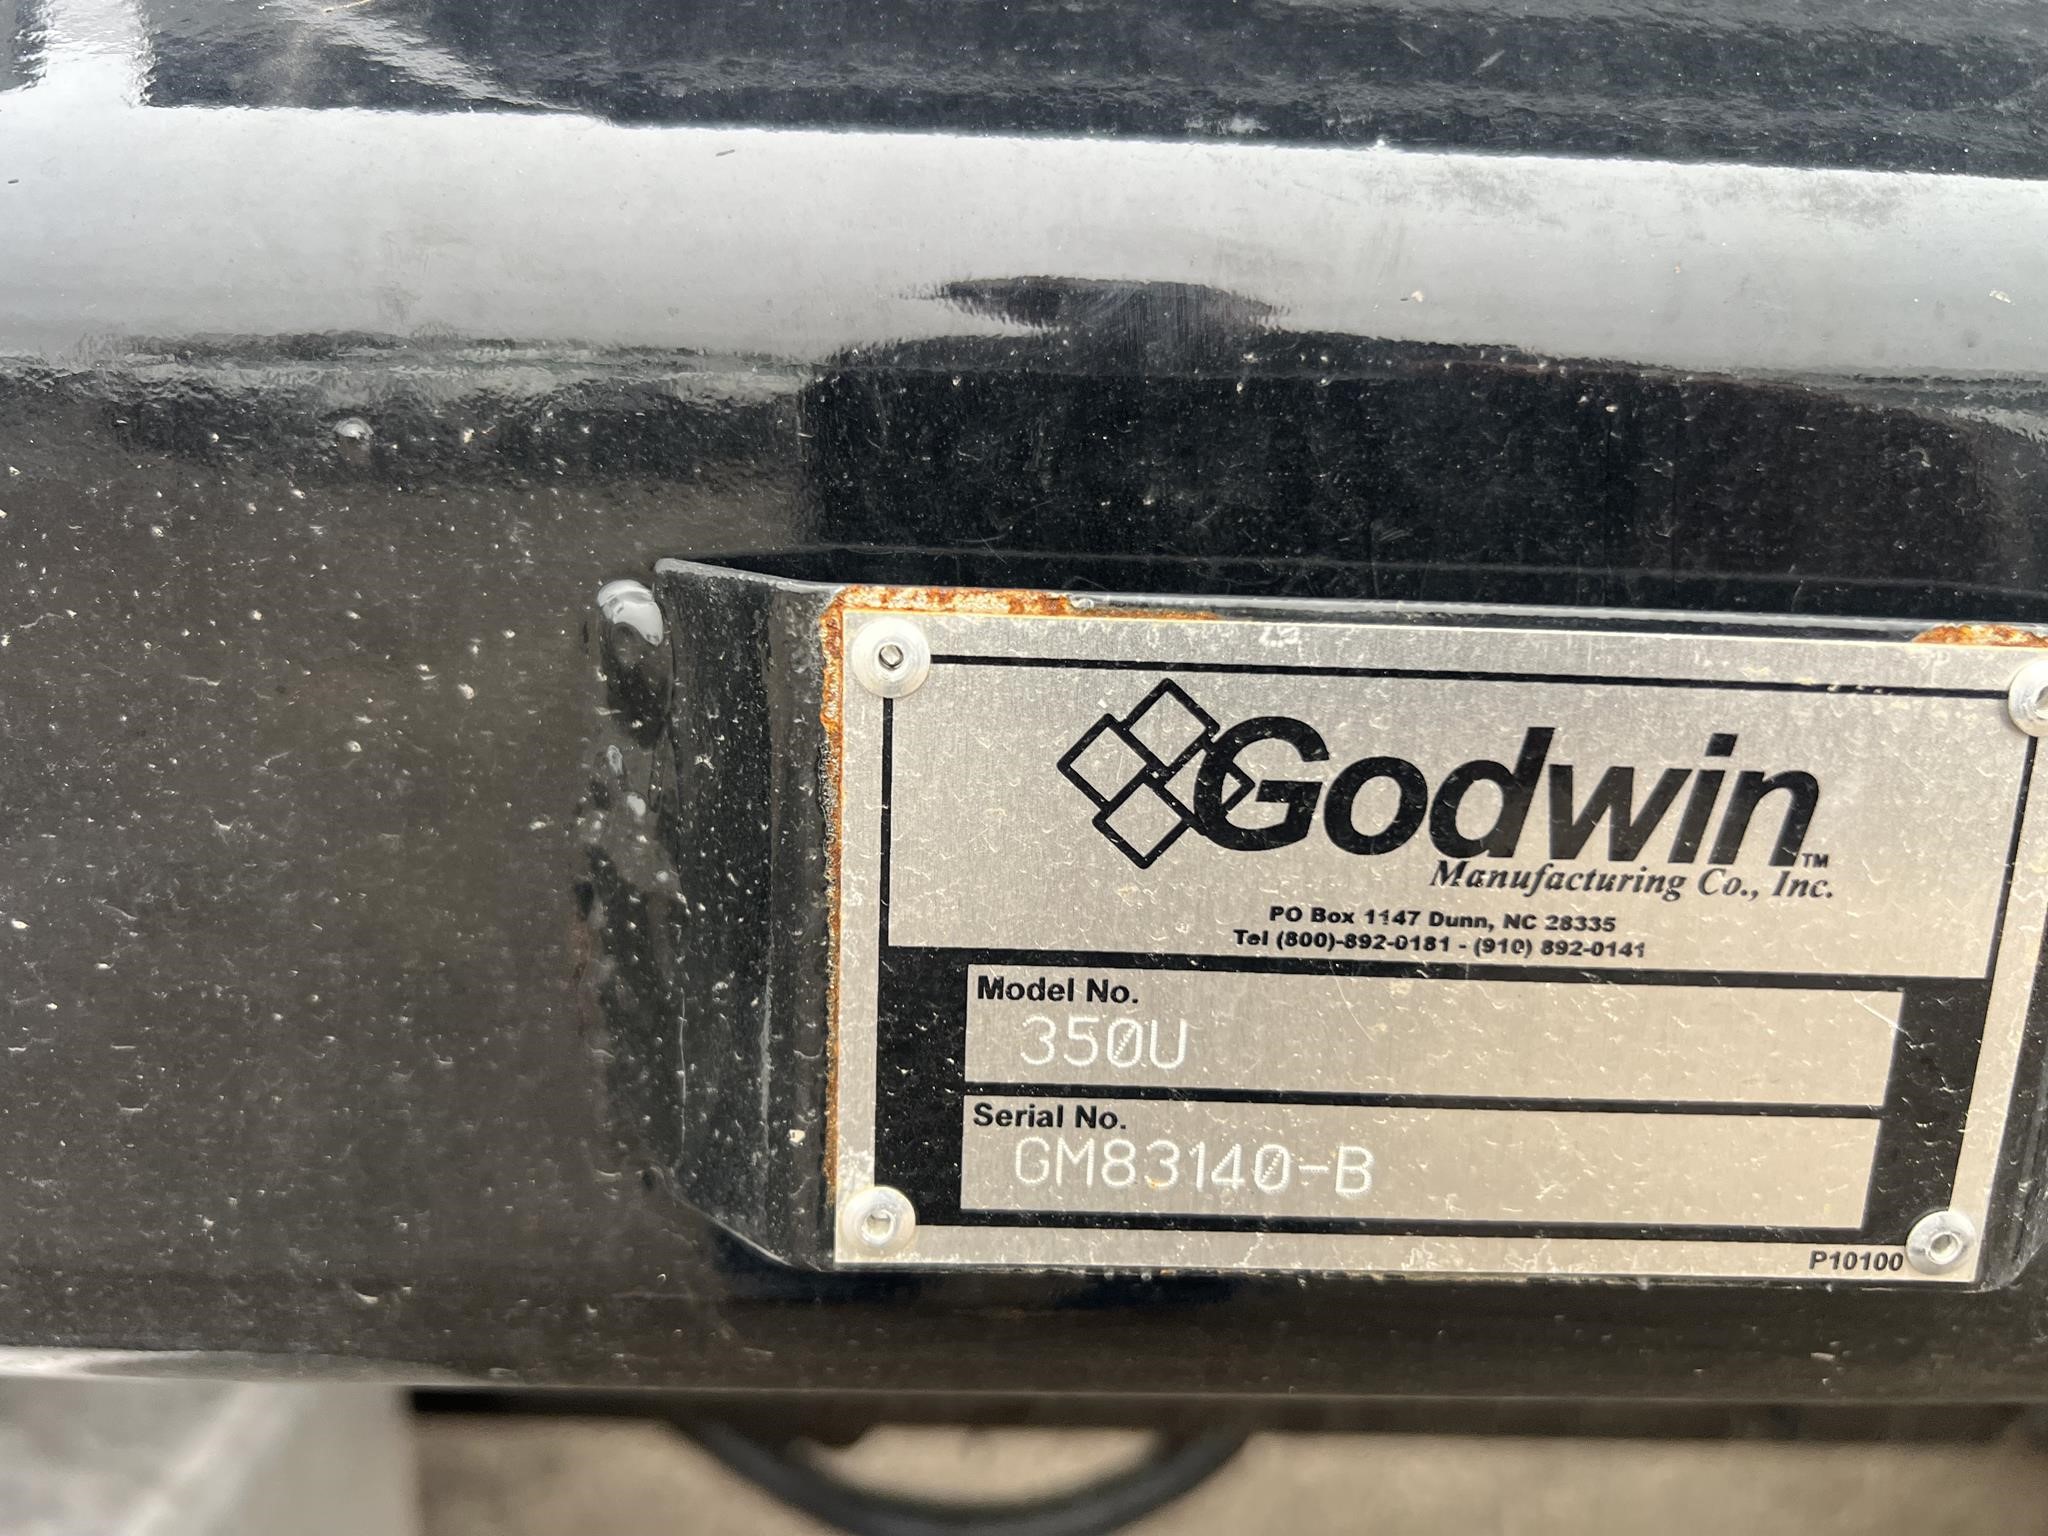 Godwin™
Manufacturing Co., Inc.
PO Box 1147 Dunn, NC 28335
Tel (800)-892-0181 - (910) 892-0141
Model No.
350U
Serial No.
GM83140-B
P10100